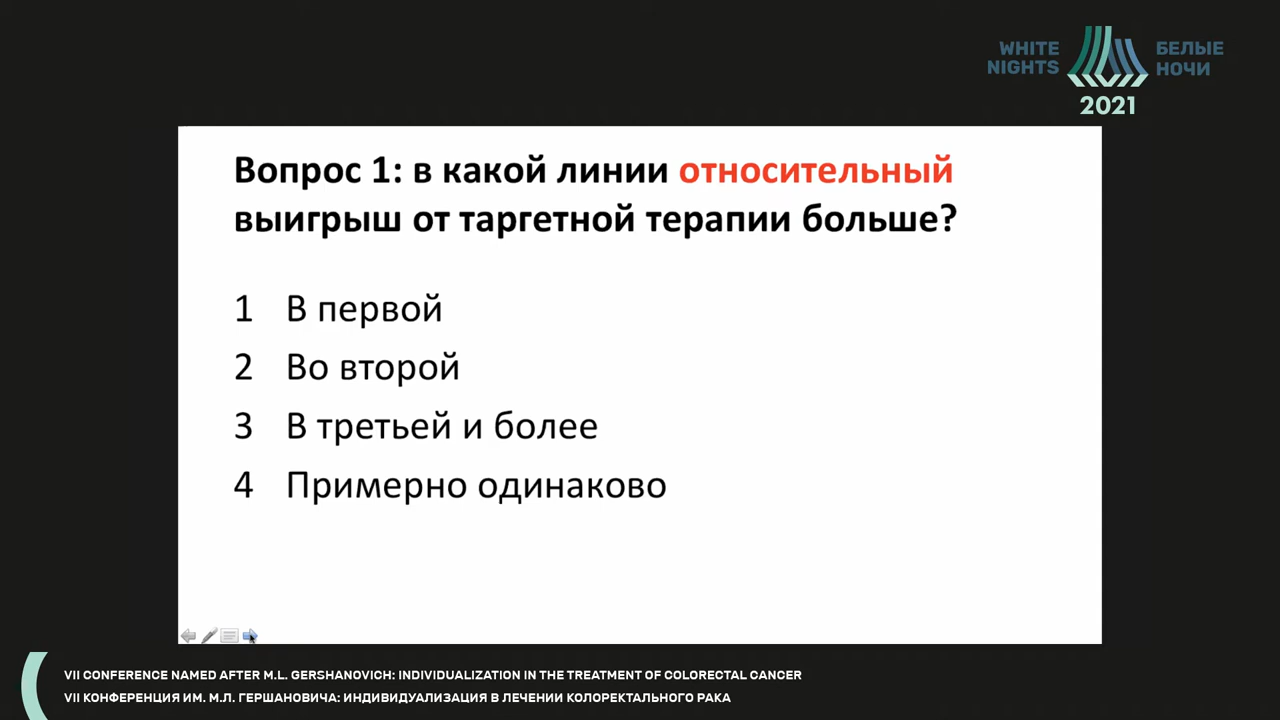 WHITE NIGHTS
БЕЛЫЕ НОЧИ
2021
Вопрос 1: в какой линии относительный
выигрыш от таргетной терапии больше?
1 В первой
2 Во второй
3 В третьей и более
4 Примерно одинаково
VII CONFERENCE NAMED AFTER M.L. GERSHANOVICH: INDIVIDUALIZATION IN THE TREATMENT OF COLORECTAL CANCER
VII КОНФЕРЕНЦИЯ ИМ. М.Л. ГЕРШАНОВИЧА: ИНДИВИДУАЛИЗАЦИЯ В ЛЕЧЕНИИ КОЛОРЕКТАЛЬНОГО РАКА